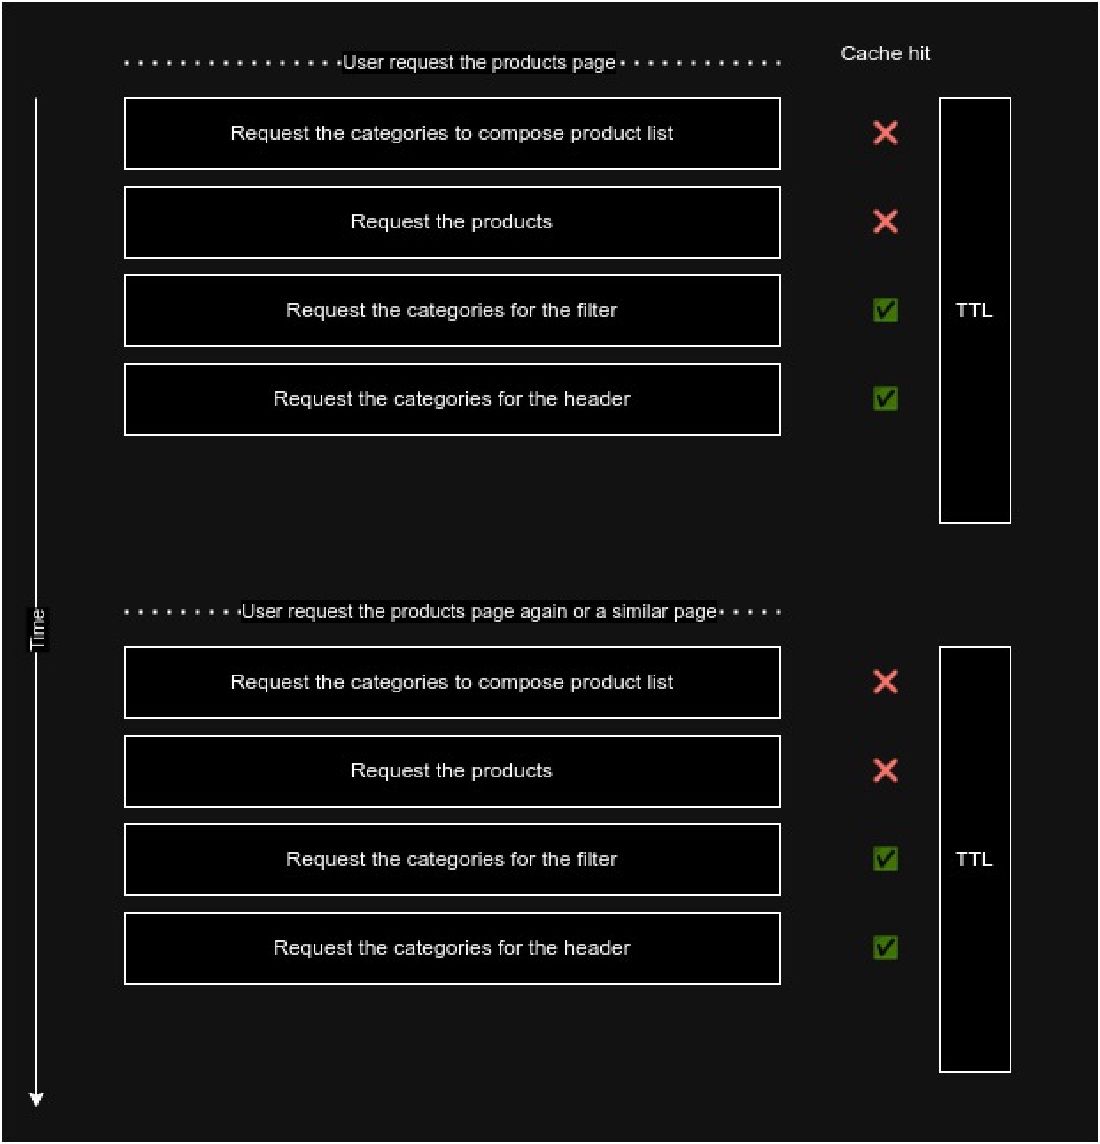 User request the products page
Cache hit
Request the categories to compose product list
❌
Request the products
❌
Request the categories for the filter
✅
TTL
Request the categories for the header
✅
Time
User request the products page again or a similar page
Request the categories to compose product list
❌
Request the products
❌
Request the categories for the filter
✅
TTL
Request the categories for the header
✅